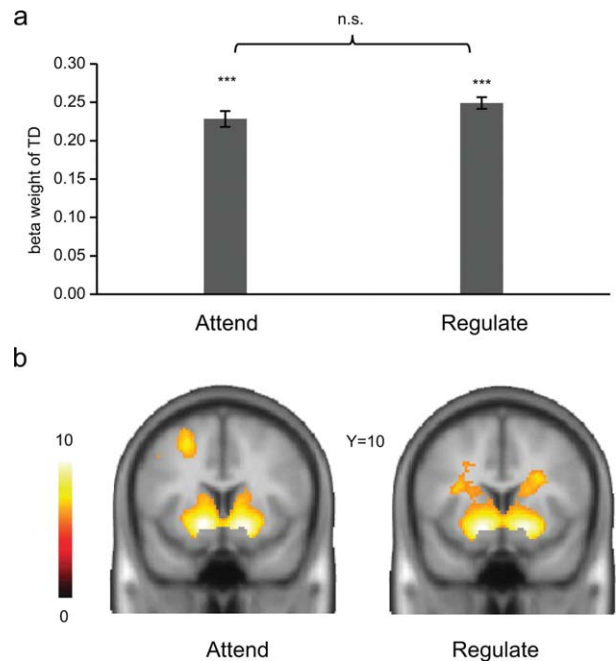 a
n.s.
*** ***
0.30
0.25
0.20
0.15
0.10
0.05
0.00
beta weight of TD
Attend Regulate
b
10
0
Y=10
Attend Regulate